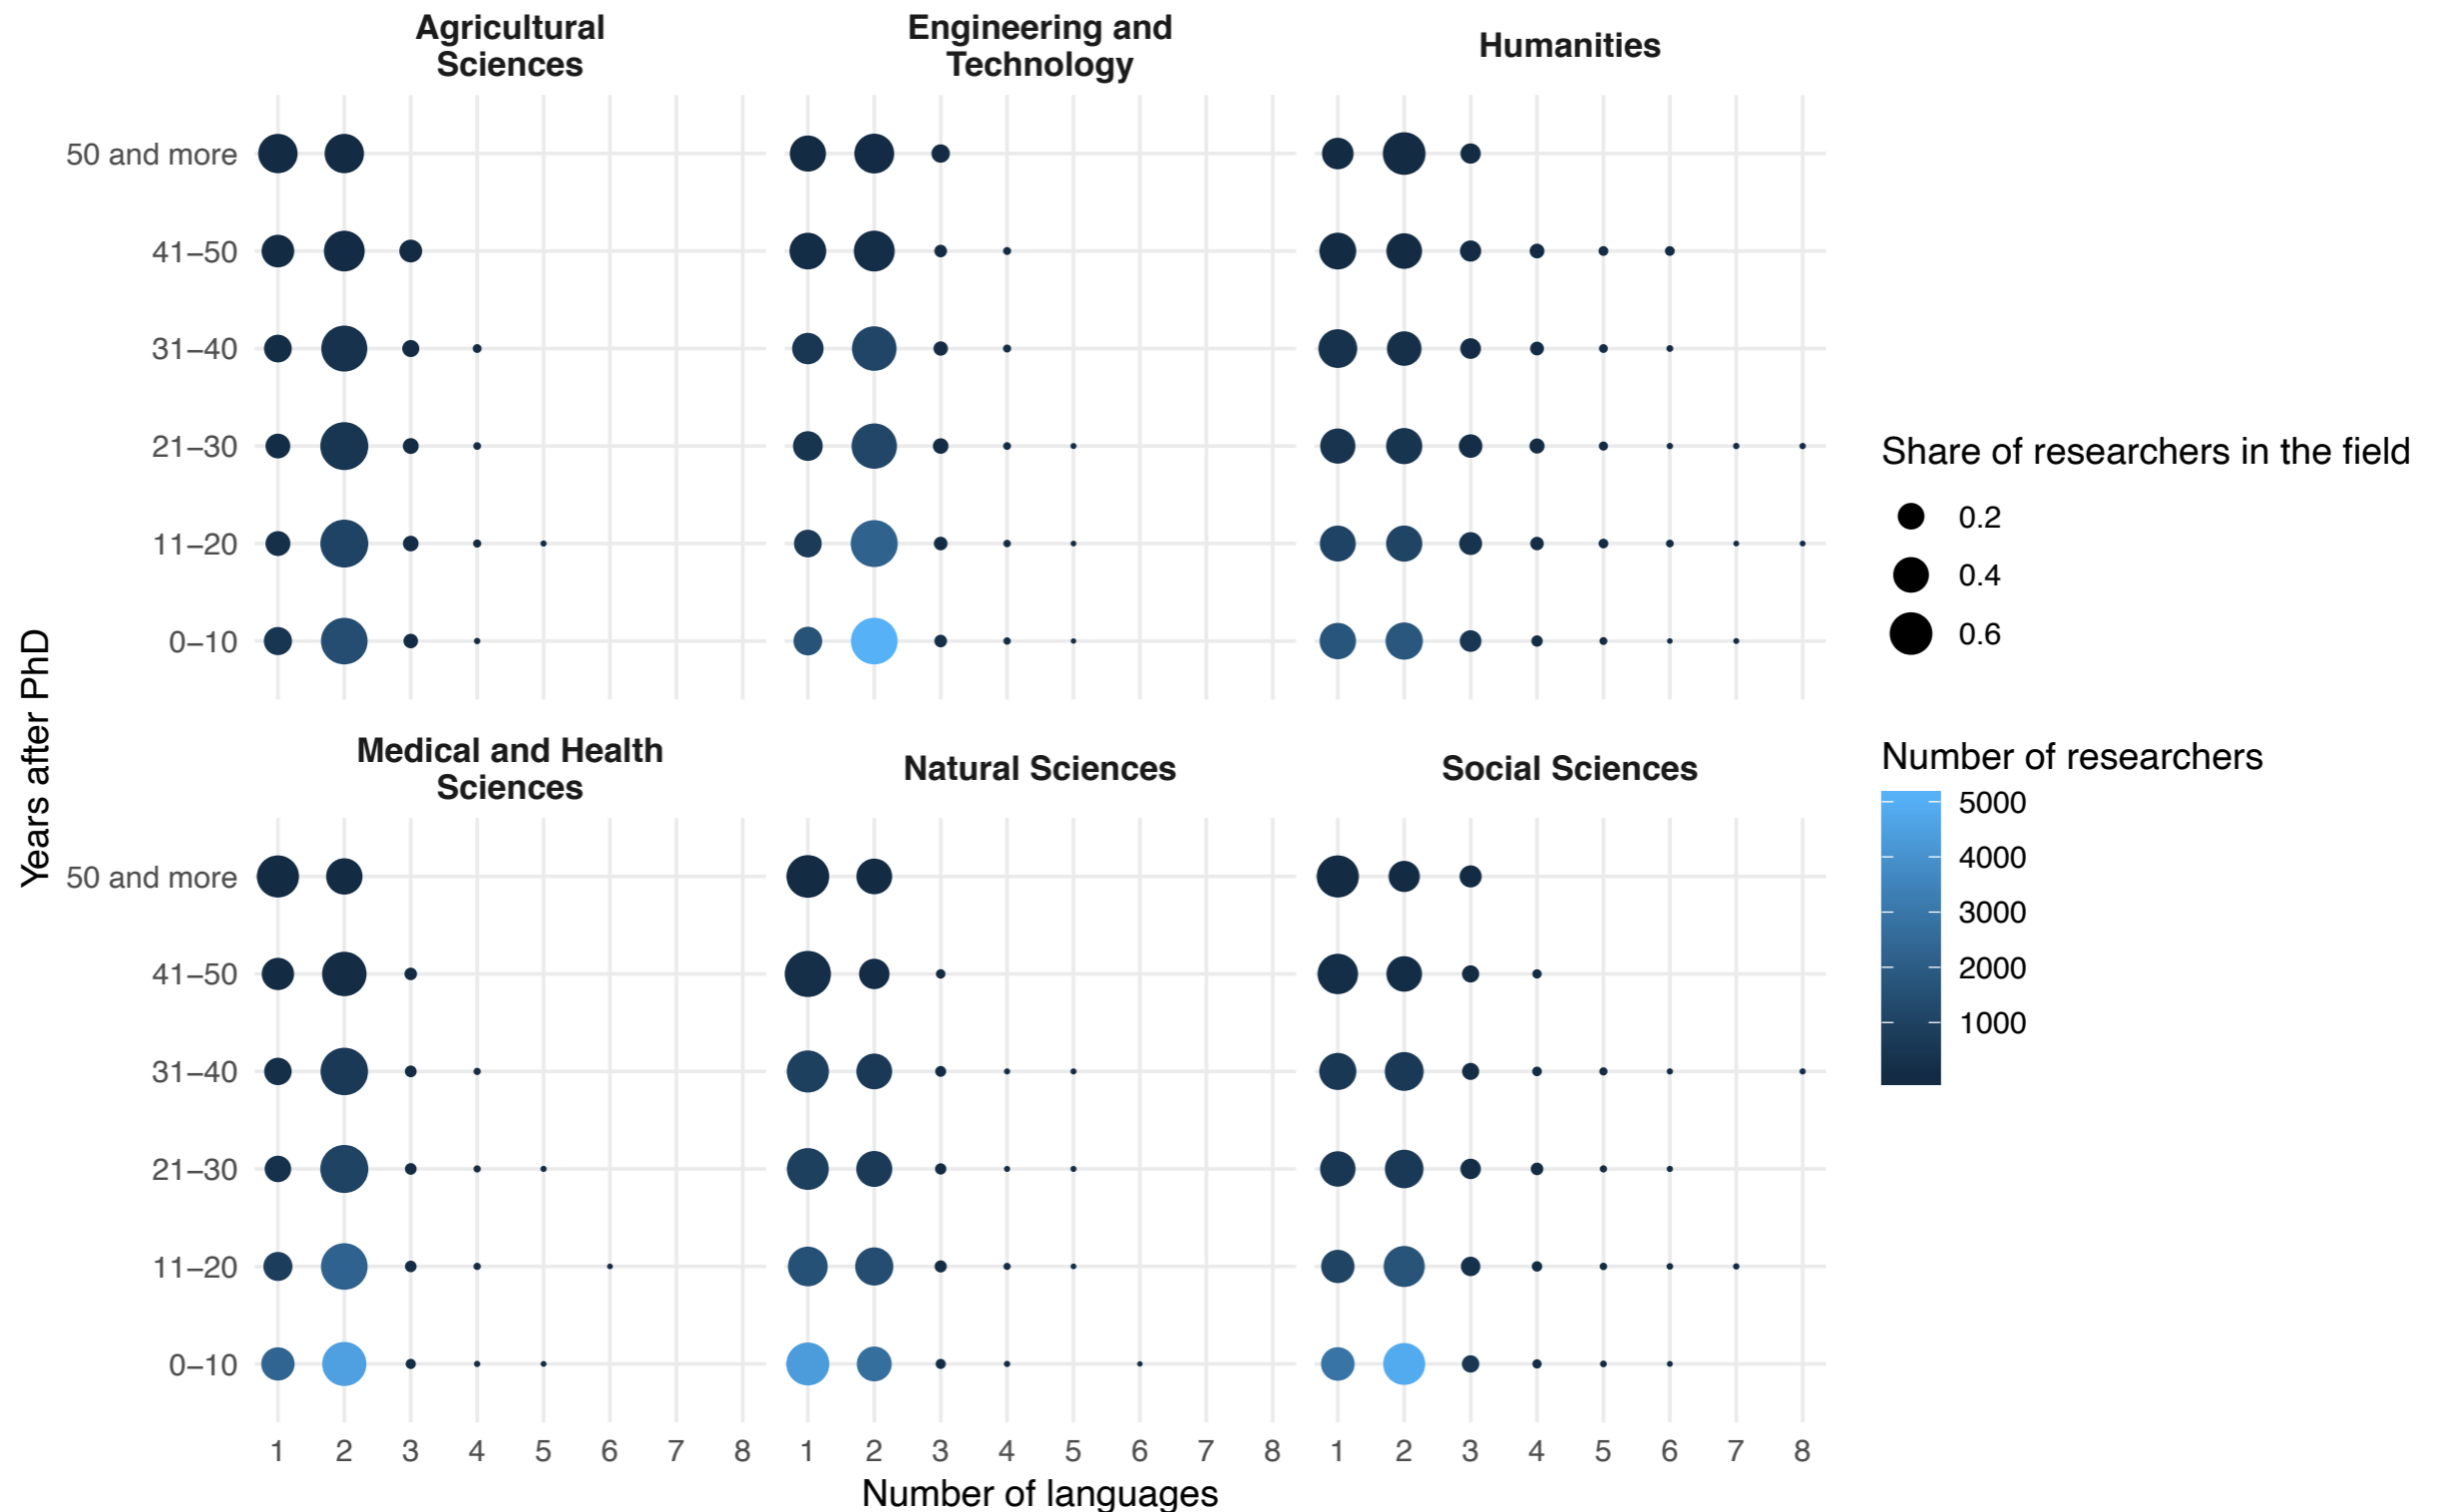 Agricultural
Sciences
Engineering and
Technology
Humanities
50 and more
41–50
31–40
21–30
11–20
0–10
Medical and Health
Sciences
Natural Sciences
Social Sciences
50 and more
41–50
31–40
21–30
11–20
0–10
1 2 3 4 5 6 7 8 1 2 3 4 5 6 7 8 1 2 3 4 5 6 7 8
Number of languages
Years after PhD
Share of researchers in the field
0.2
0.4
0.6
Number of researchers
5000
4000
3000
2000
1000